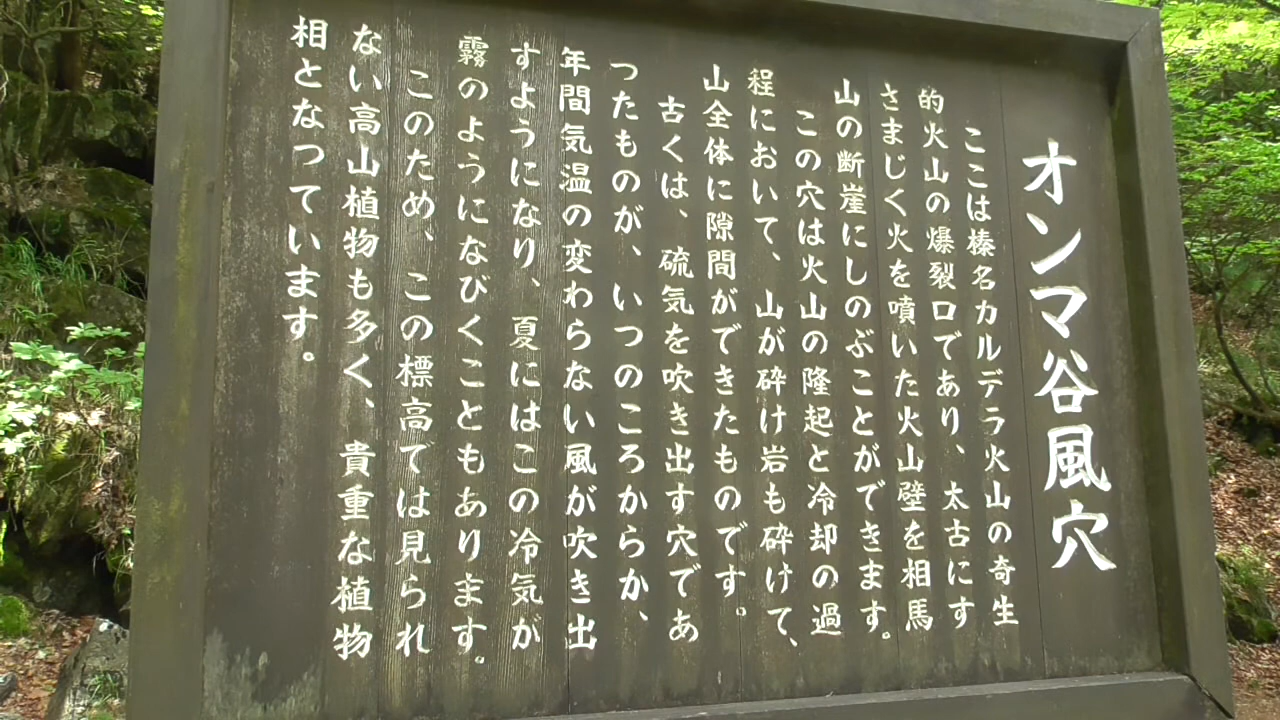 オンマ谷風穴
ここは榛名カルデラ火山の奇生
的火山の爆裂口であり、太古にす
さまじく火を噴いた火山壁を相馬
山の断崖にしのぶことができます。
この穴は火山の隆起と冷却の過
程において、山が砕け岩も砕けて、
山全体に隙間ができたものです。
古くは、硫気を吹き出す穴であ
つたものが、いつのころからか、
年間気温の変わらない風が吹き出
すようになり、夏にはこの冷気が
霧のようになびくこともあります。
このため、この標高では見られ
ない高山植物も多く、貴重な植物
相となつています。